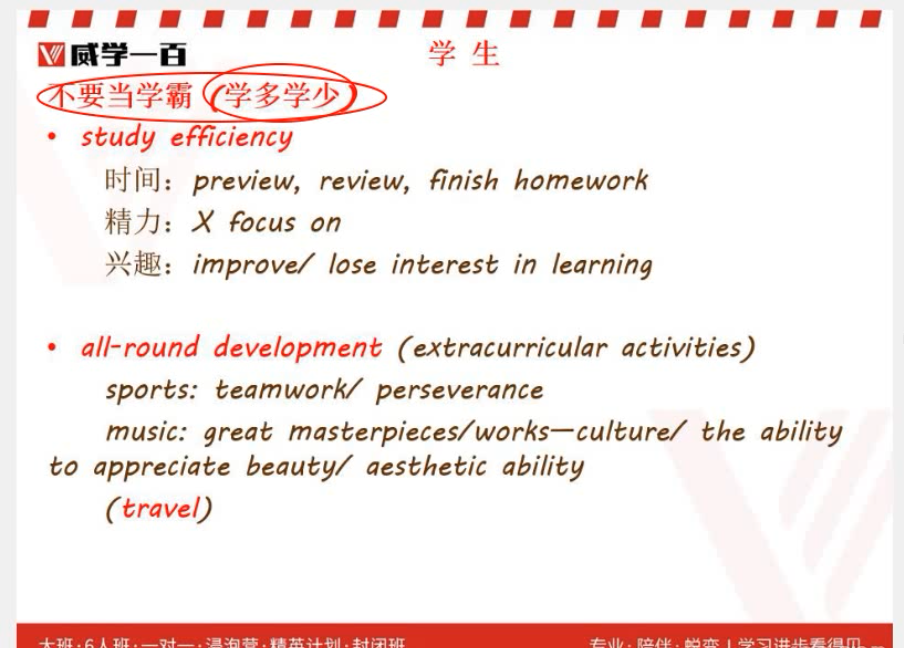 威学一百
学生
不要当学霸（学多学少）
• study efficiency
时间：preview, review, finish homework
精力：X focus on
兴趣：improve/ lose interest in learning
• all-round development (extracurricular activities)
sports: teamwork/ perseverance
music: great masterpieces/works—culture/ the ability
to appreciate beauty/ aesthetic ability
(travel)
大班·6人班·一对一·浸泡营·精英计划·封闭班
专业·陪伴·蜕变 | 学习进步看得见